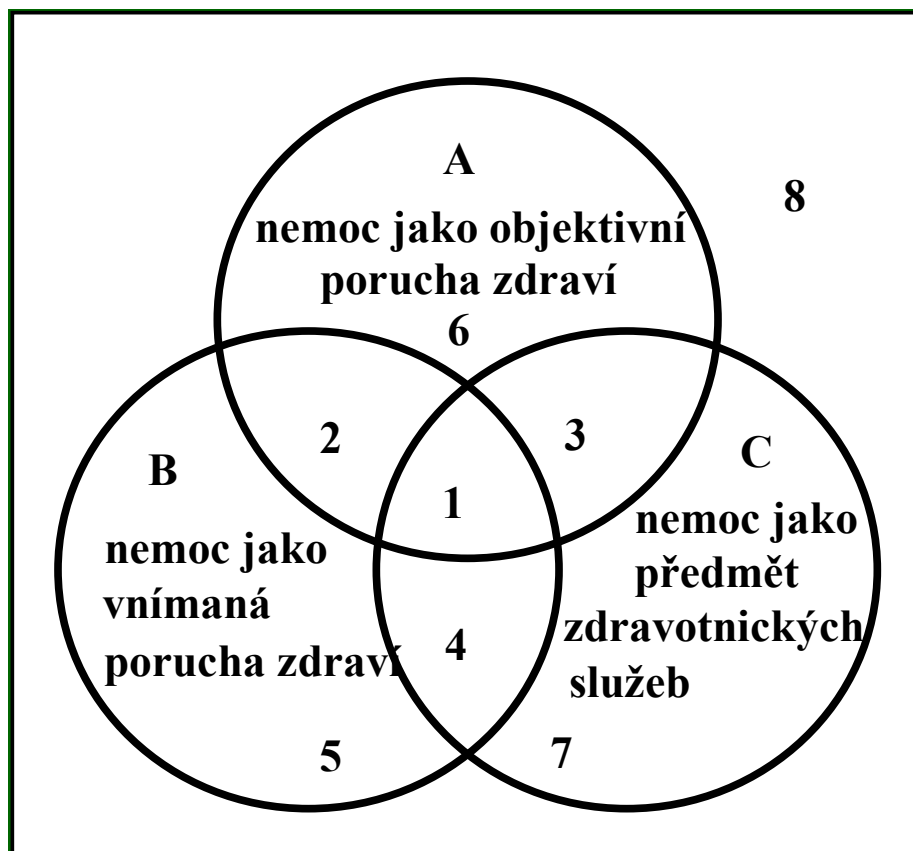 A
8
nemoc jako objektivní
porucha zdraví
6
2
3
B
C
1
nemoc jako
vnímaná
porucha zdraví
nemoc jako
předmět
zdravotnických
služeb
4
5
7